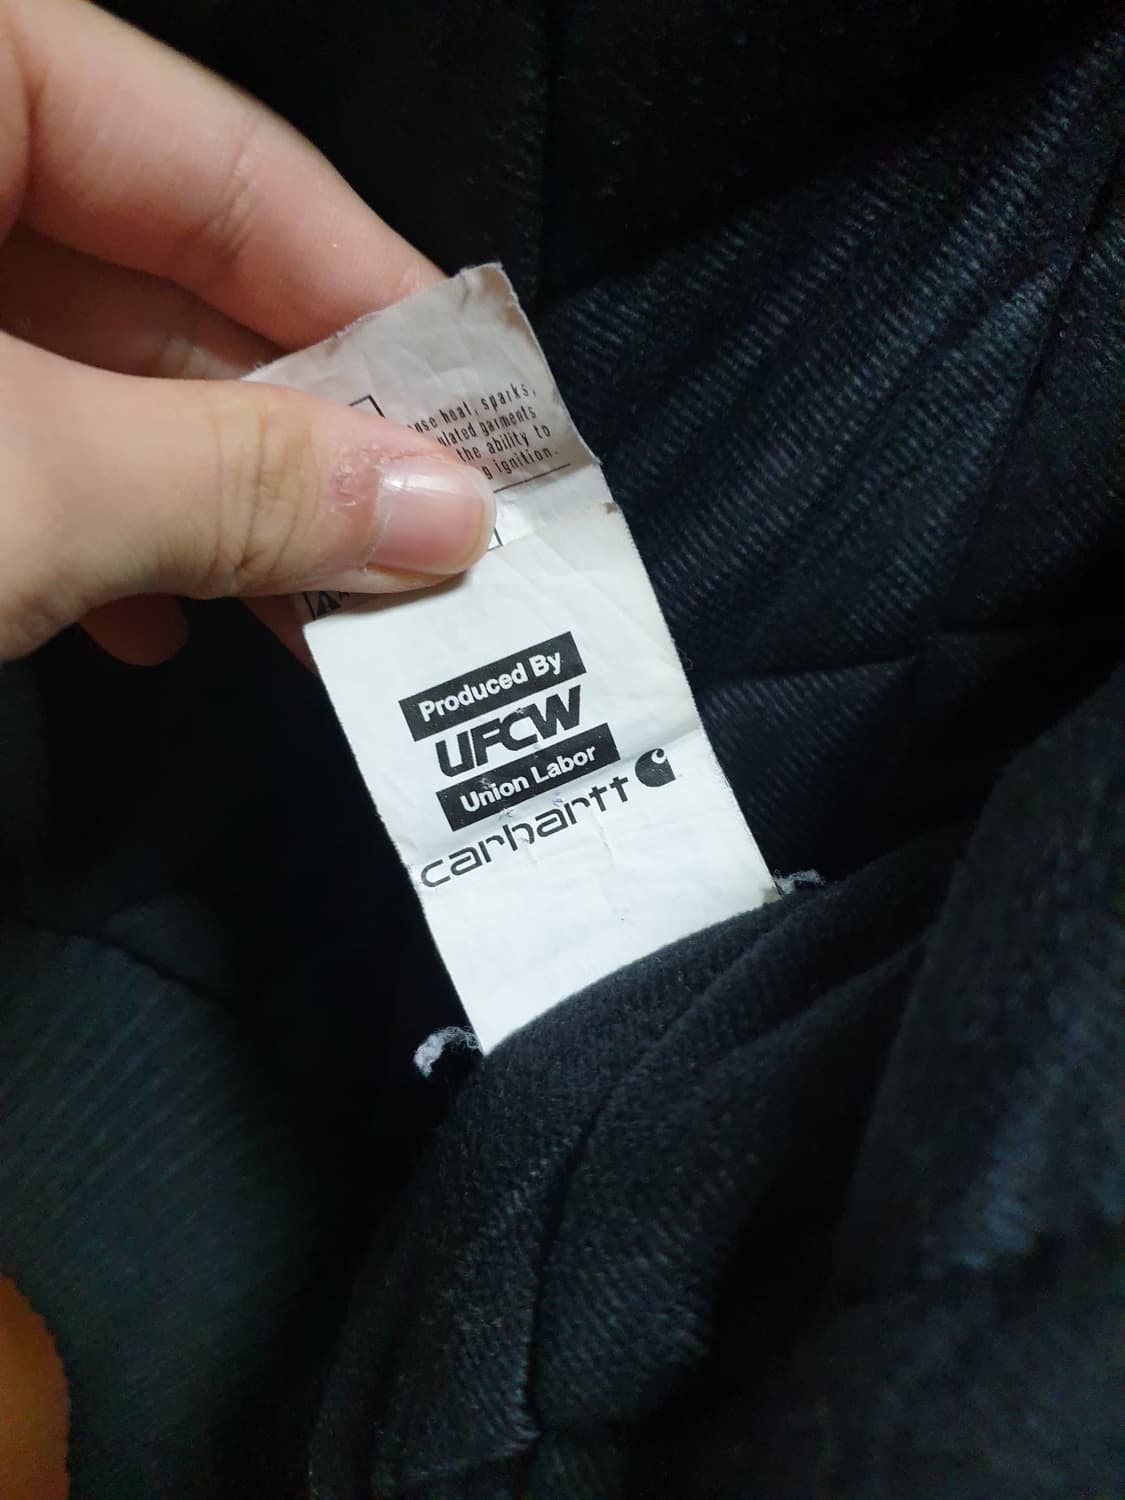 heat, sparks,
garments
the ability to
ignition.
Produced By
UFCW
Union Labor
carhartt